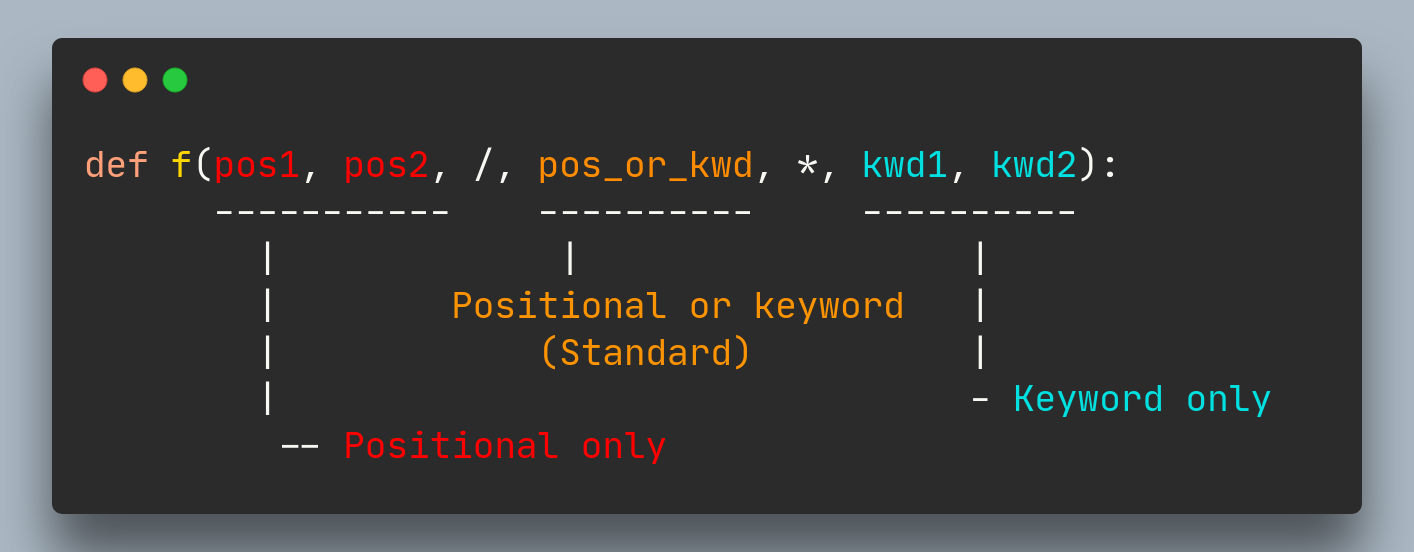 def f(pos1, pos2, /, pos_or_kwd, *, kwd1, kwd2):
      -----------    ----------     ----------
        |             |                  |
        |        Positional or keyword   |
        |            (Standard)          |
        |                                - Keyword only
         -- Positional only